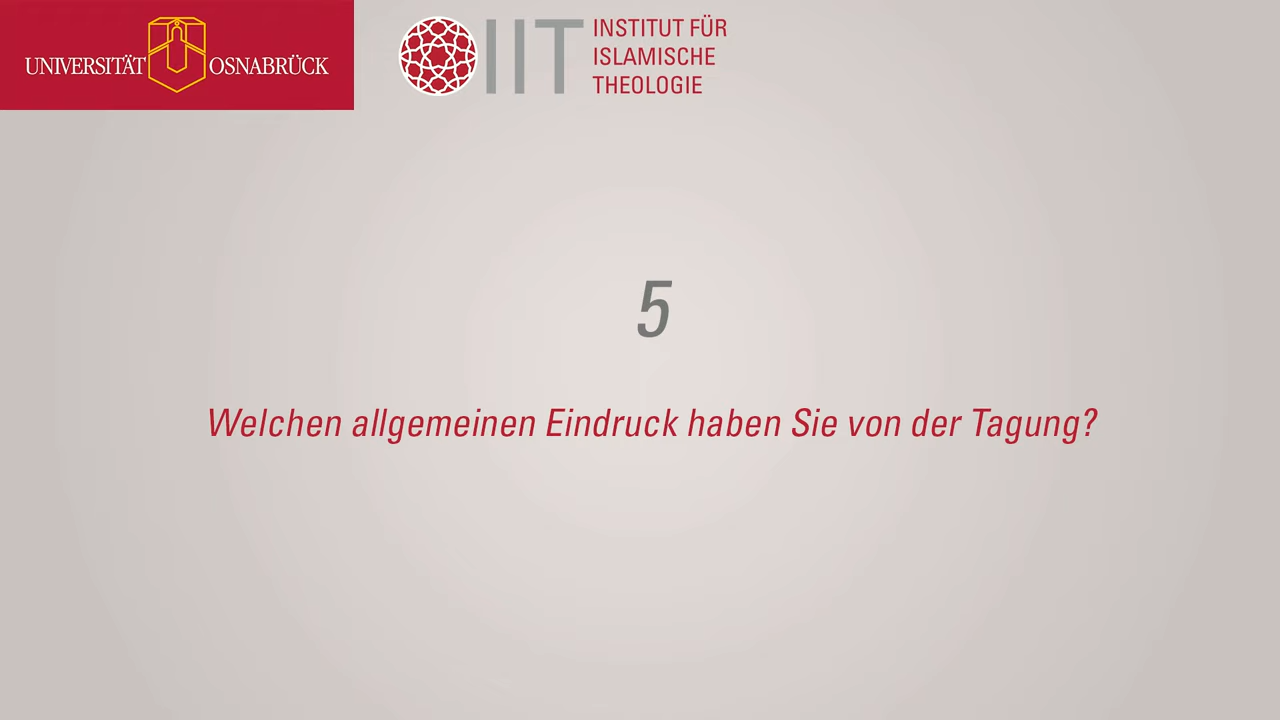 UNIVERSITÄT OSNABRÜCK
IIT
INSTITUT FÜR
ISLAMISCHE
THEOLOGIE
5
Welchen allgemeinen Eindruck haben Sie von der Tagung?